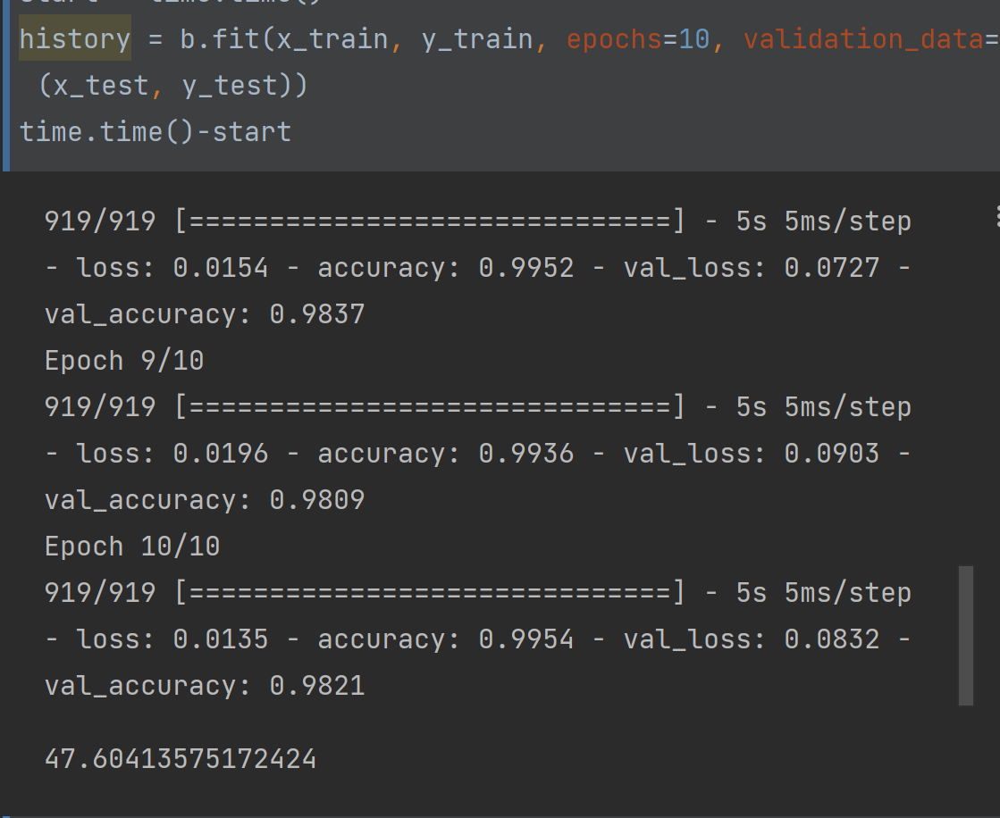 history = b.fit(x_train, y_train, epochs=10, validation_data=
(x_test, y_test))
time.time()-start
919/919 [==============================] - 5s 5ms/step
- loss: 0.0154 - accuracy: 0.9952 - val_loss: 0.0727 -
val_accuracy: 0.9837
Epoch 9/10
919/919 [==============================] - 5s 5ms/step
- loss: 0.0196 - accuracy: 0.9936 - val_loss: 0.0903 -
val_accuracy: 0.9809
Epoch 10/10
919/919 [==============================] - 5s 5ms/step
- loss: 0.0135 - accuracy: 0.9954 - val_loss: 0.0832 -
val_accuracy: 0.9821
47.60413575172424